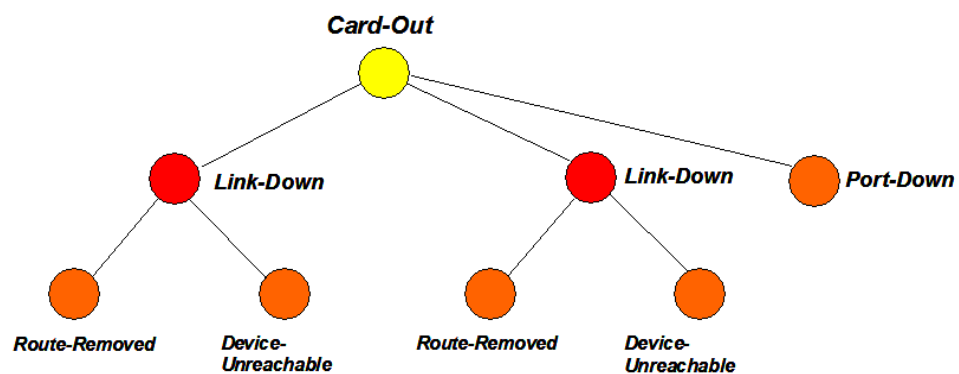 Card-Out
Link-Down
Link-Down
Port-Down
Route-Removed
Device-
Unreachable
Route-Removed
Device-
Unreachable